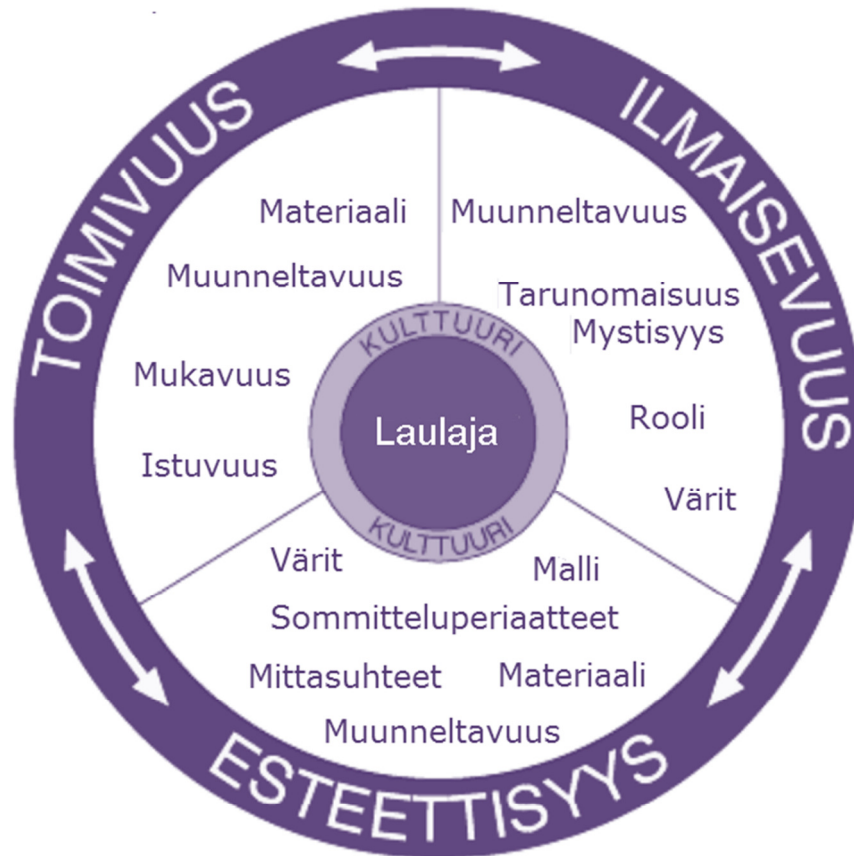 TOIMIVUUS
ILMAISEVUUS
Materiaali
Muunneltavuus
Mukavuus
Istuvuus
Muunneltavuus
Tarunomaisuus
Mystisyys
Rooli
Värit
KULTTUURI
Laulaja
KULTTUURI
Värit
Malli
Sommitteluperiaatteet
Mittasuhteet
Materiaali
Muunneltavuus
ESTEETTISYYS